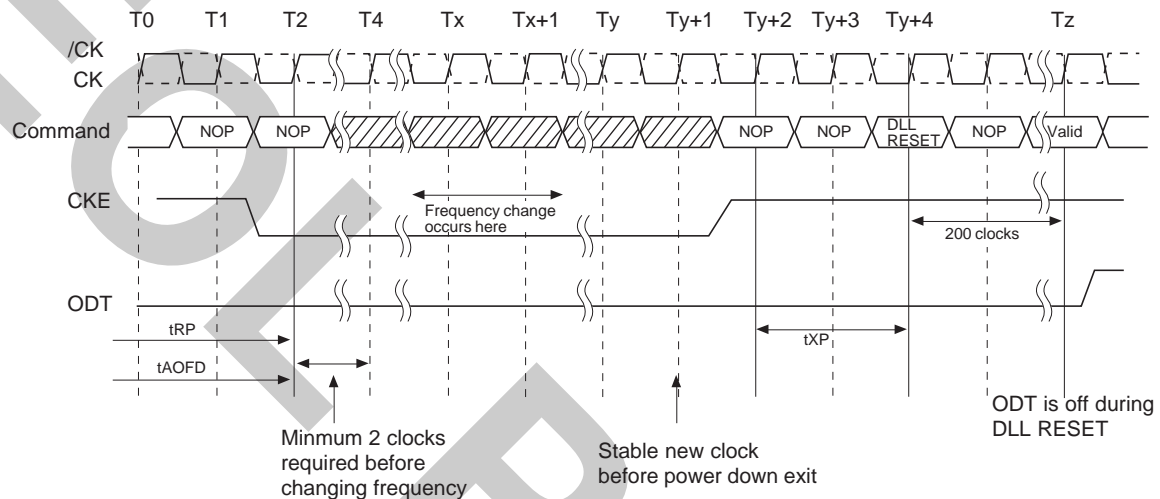 T0 T1 T2 T4 Tx Tx+1 Ty Ty+1 Ty+2 Ty+3 Ty+4 Tz
/CK
CK
Command NOP NOP NOP NOP DLL RESET NOP Valid
CKE
Frequency change
occurs here
200 clocks
ODT
tRP
tXP
tAOFD
ODT is off during
DLL RESET
Minmum 2 clocks
required before
changing frequency
Stable new clock
before power down exit